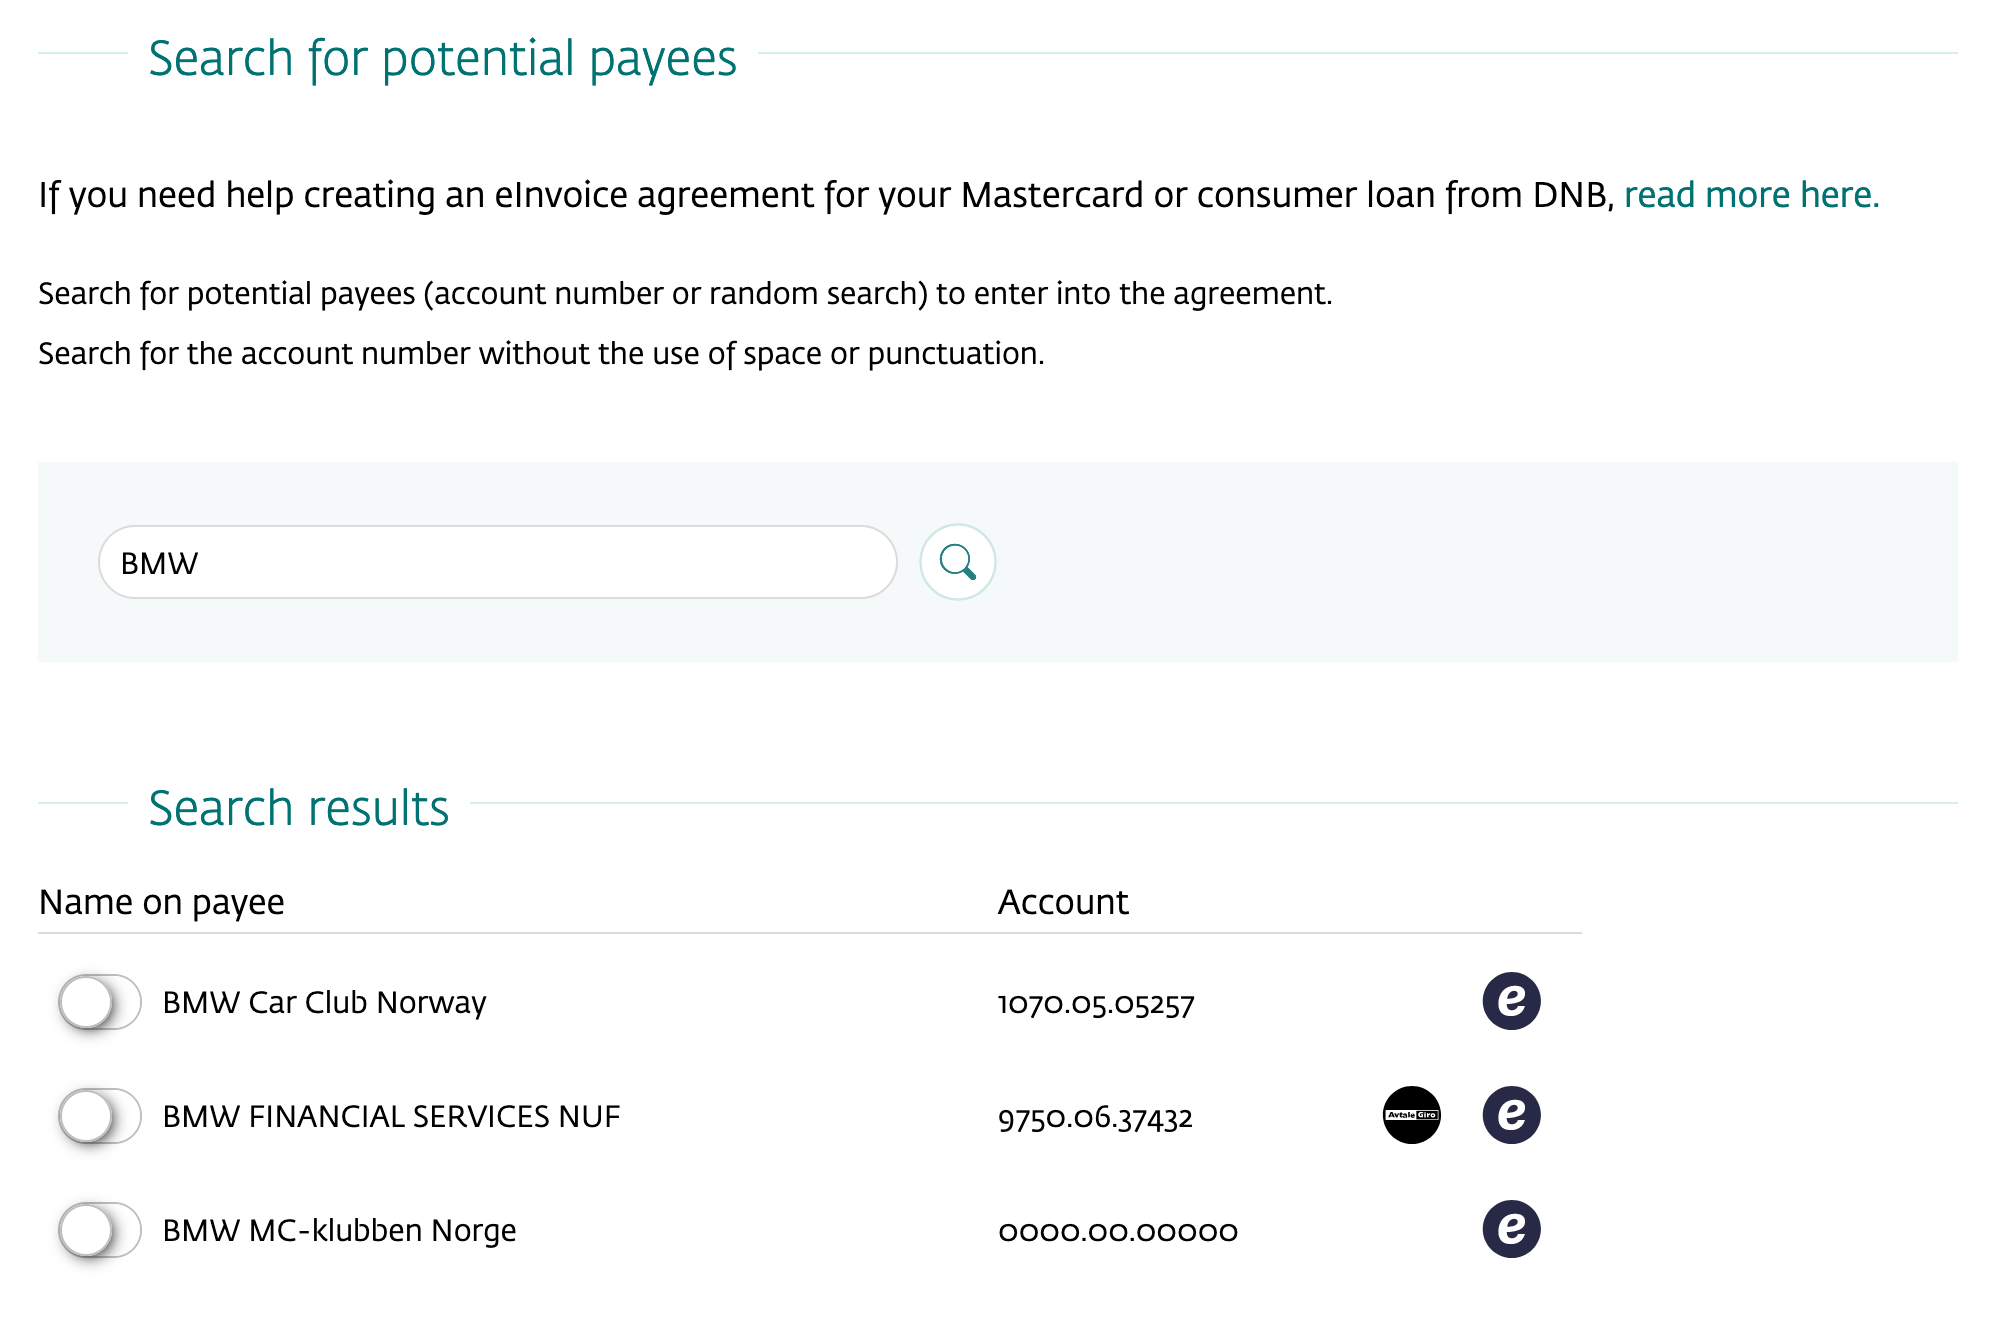 Search for potential payees
If you need help creating an eInvoice agreement for your Mastercard or consumer loan from DNB, read more here.
Search for potential payees (account number or random search) to enter into the agreement.
Search for the account number without the use of space or punctuation.
BMW
Search results
Name on payee Account
BMW Car Club Norway 1070.05.05257 e
BMW FINANCIAL SERVICES NUF 9750.06.37432 AvtaleGiro e
BMW MC-klubben Norge 0000.00.00000 e